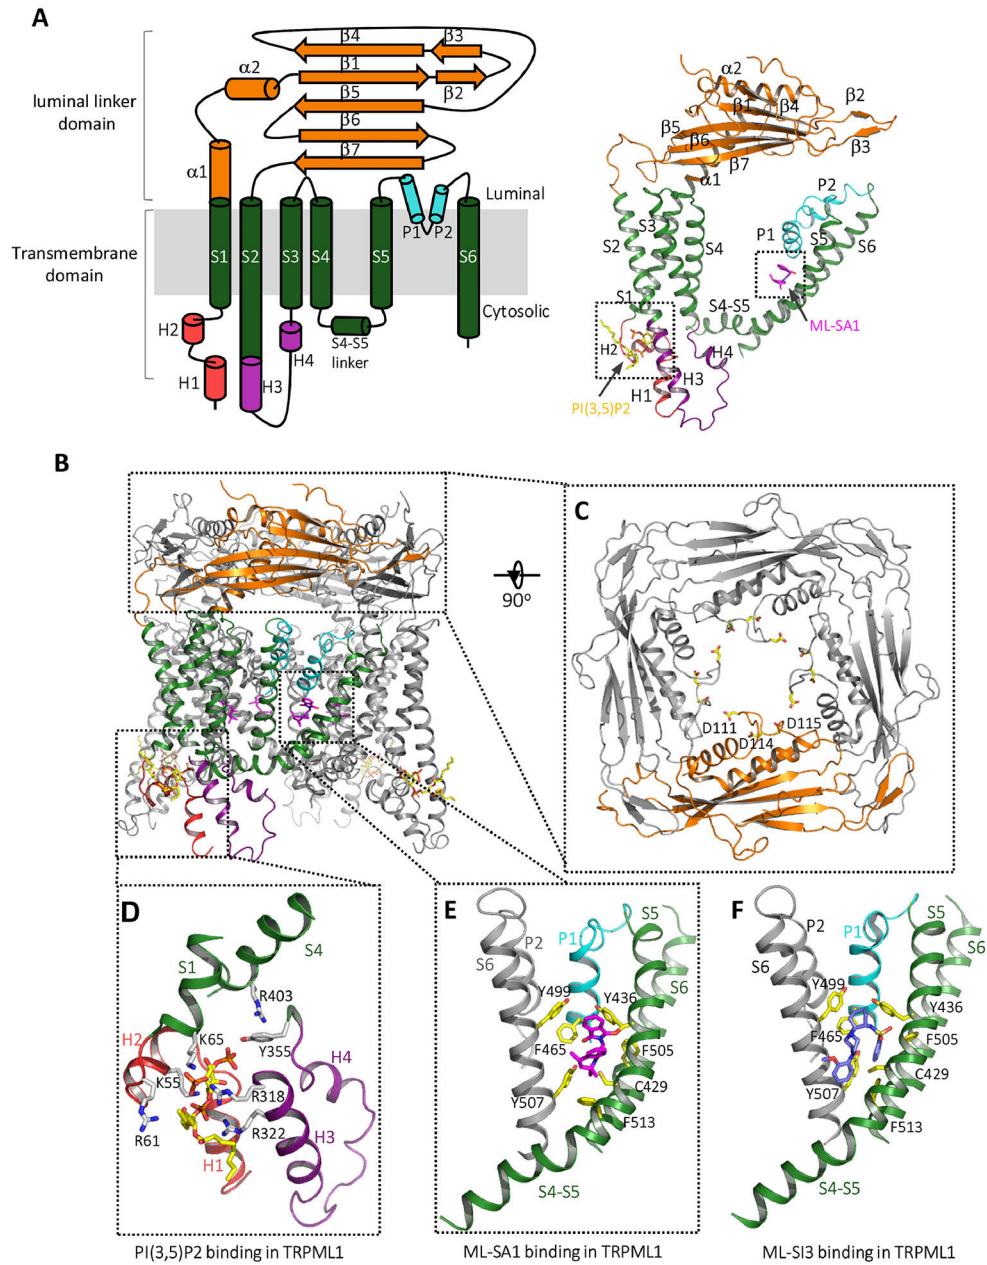 A
luminal linker
domain
Transmembrane
domain
β4
β3
α2
β1
β2
β5
β6
β7
α1
Luminal
P1
P2
S1
S2
S3
S4
S5
S6
Cytosolic
H2
H4
S4-S5
linker
H1
H3
α2
β1
β4
β2
β5
β6
β3
β7
α1
P2
S3
P1
S2
S4
S5
S6
S1
S4-S5
ML-SA1
H2
H4
H3
H1
PI(3,5)P2
B
90°
C
D111
D114
D115
D
S4
S1
R403
H2
K65
Y355
H4
K55
R318
R61
R322
H3
H1
PI(3,5)P2 binding in TRPML1
E
S5
P2
P1
S6
S6
Y499
Y436
F465
F505
C429
Y507
F513
S4-S5
ML-SA1 binding in TRPML1
F
S5
P2
P1
S6
S6
Y499
Y436
F465
F505
C429
Y507
F513
S4-S5
ML-SI3 binding in TRPML1